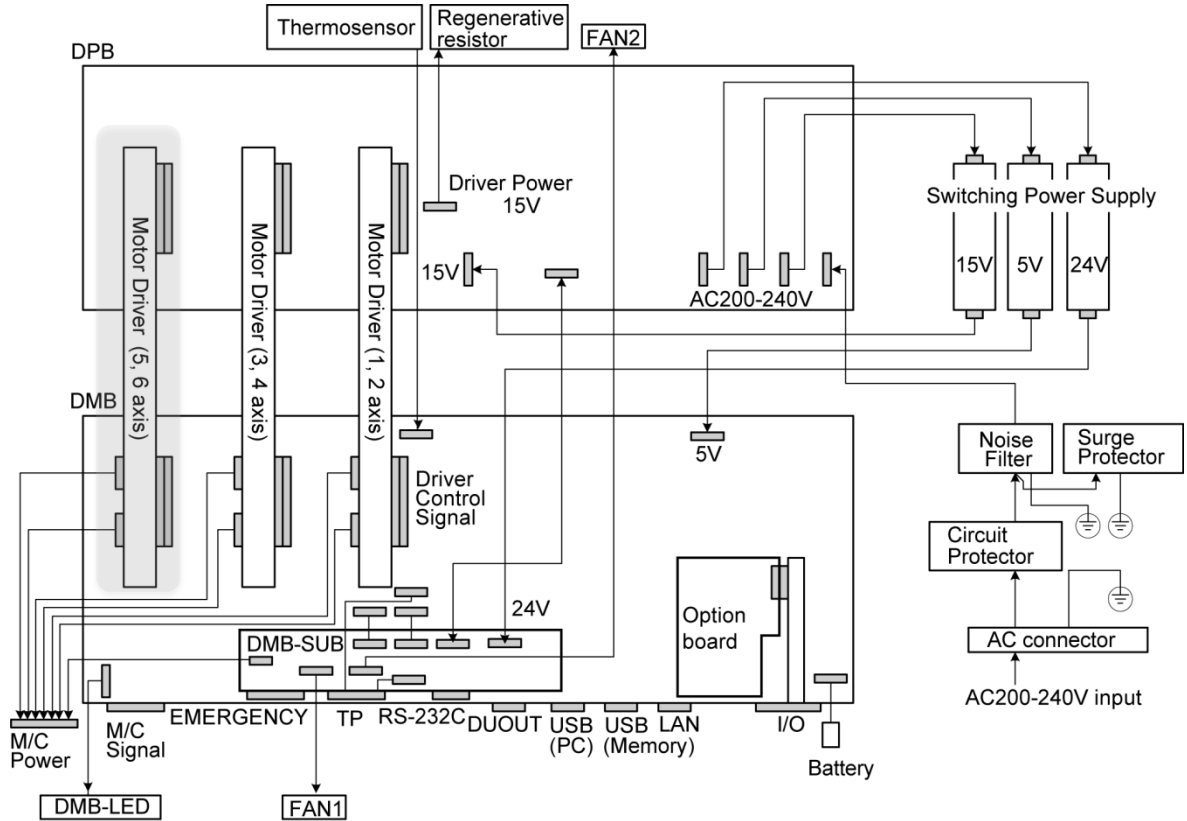 Thermosensor
Regenerative
resistor
FAN2
DPB
Motor Driver (5, 6 axis)
Motor Driver (3, 4 axis)
Motor Driver (1, 2 axis)
Driver Power
15V
15V
AC200-240V
Switching Power Supply
15V
5V
24V
DMB
Driver
Control
Signal
5V
Noise
Filter
Surge
Protector
Circuit
Protector
AC connector
AC200-240V input
24V
DMB-SUB
Option
board
EMERGENCY
TP
RS-232C
DUOUT
USB
(PC)
USB
(Memory)
LAN
I/O
M/C
Power
M/C
Signal
Battery
DMB-LED
FAN1